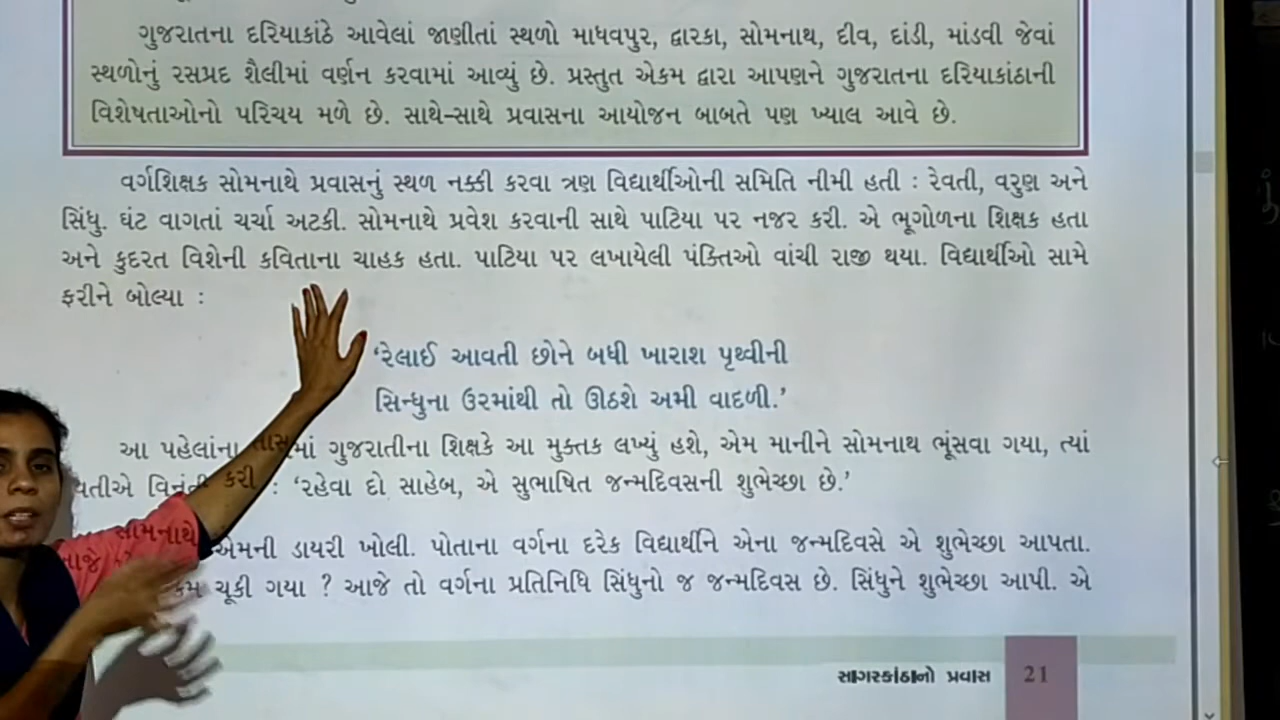 ગુજરાતના દરિયાકાંઠે આવેલાં જાણીતાં સ્થળો માધવપુર, દ્વારકા, સોમનાથ, દીવ, દાંડી, માંડવી જેવાં
સ્થળોનું રસપ્રદ શૈલીમાં વર્ણન કરવામાં આવ્યું છે. પ્રસ્તુત એકમ દ્વારા આપણને ગુજરાતના દરિયાકાંઠાની
વિશેષતાઓનો પરિચય મળે છે. સાથે-સાથે પ્રવાસના આયોજન બાબતે પણ ખ્યાલ આવે છે.
વર્ગશિક્ષક સોમનાથે પ્રવાસનું સ્થળ નક્કી કરવા ત્રણ વિદ્યાર્થીઓની સમિતિ નીમી હતી : રેવતી, વરુણ અને
સિંધુ. ઘંટ વાગતાં ચર્ચા અટકી. સોમનાથે પ્રવેશ કરવાની સાથે પાટિયા પર નજર કરી. એ ભૂગોળના શિક્ષક હતા
અને કુદરત વિશેની કવિતાના ચાહક હતા. પાટિયા પર લખાયેલી પંક્તિઓ વાંચી રાજી થયા. વિદ્યાર્થીઓ સામે
ફરીને બોલ્યા :
‘રેલાઈ આવતી છોને બધી ખારાશ પૃથ્વીની
સિન્ધુના ઉરમાંથી તો ઊઠશે અમી વાદળી.’
આ પહેલાંના તાસમાં ગુજરાતીના શિક્ષકે આ મુક્તક લખ્યું હશે, એમ માનીને સોમનાથ ભૂંસવા ગયા, ત્યાં
વતીએ વિનંતી કરી : ‘રહેવા દો સાહેબ, એ સુભાષિત જન્મદિવસની શુભેચ્છા છે.’
સોમનાથે એમની ડાયરી ખોલી. પોતાના વર્ગના દરેક વિદ્યાર્થીને એના જન્મદિવસે એ શુભેચ્છા આપતા.
આજે કેમ ચૂકી ગયા ? આજે તો વર્ગના પ્રતિનિધિ સિંધુનો જ જન્મદિવસ છે. સિંધુને શુભેચ્છા આપી. એ
સાગરકાંઠાનો પ્રવાસ 21